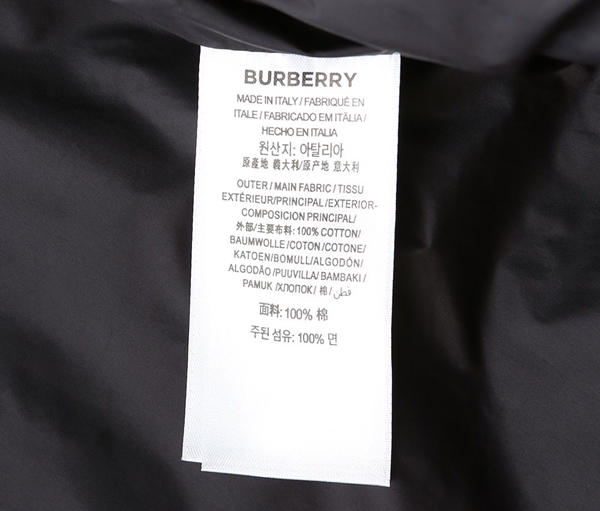 BURBERRY
MADE IN ITALY / FABRIQUÉ EN
ITALE / FABRICADO EM ITÄLIA /
HECHO EN ITALIA
원산지: 아탈리아
原産地 義大利/原产地 意大利
OUTER / MAIN FABRIC / TISSU
EXTÉRIEUR/PRINCIPAL/EXTERIOR-
COMPOSICION PRINCIPAL/
外部/主要布料: 100% COTTON/
BAUMWOLLE /COTON /COTONE/
KATOEN/BOMULL/ALGODÓN/
ALGODÃO /PUUVILLA/ BAMBAKI /
PAMUK /ХЛОПОК/ 棉 / قطن
面料: 100% 棉
주된 섬유: 100% 면